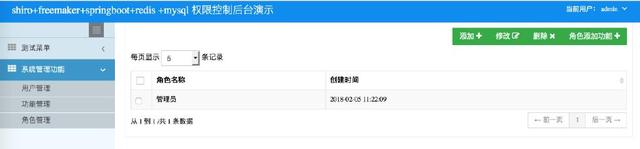 shiro+freemaker+springboot+redis +mysql 权限控制后台演示
当前用户：admin
测试菜单
系统管理功能
用户管理
功能管理
角色管理
添加 + 修改 删除 × 角色添加功能 +
每页显示 5 条记录
角色名称 创建时间
管理员 2018-02-05 11:22:09
从 1 到 1 /共 1 条数据
← 前一页 1 后一页 →